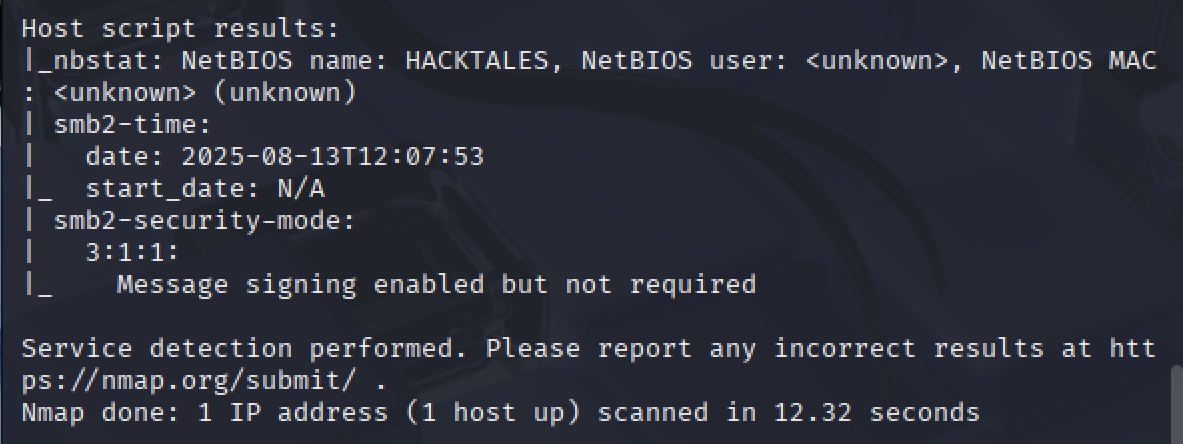 Host script results:
|_nbstat: NetBIOS name: HACKTALES, NetBIOS user: <unknown>, NetBIOS MAC
: <unknown> (unknown)
| smb2-time:
|   date: 2025-08-13T12:07:53
|_  start_date: N/A
| smb2-security-mode:
|   3:1:1:
|_    Message signing enabled but not required

Service detection performed. Please report any incorrect results at htt
ps://nmap.org/submit/ .
Nmap done: 1 IP address (1 host up) scanned in 12.32 seconds